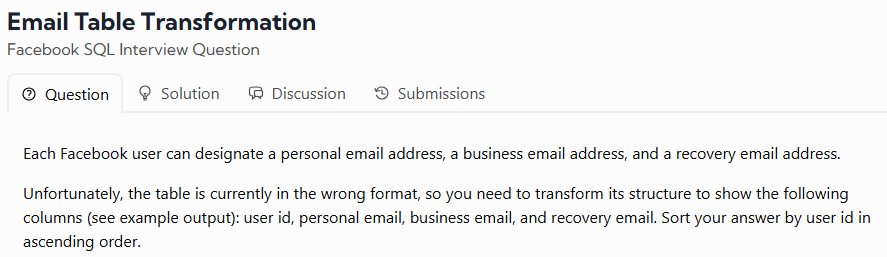 Email Table Transformation
Facebook SQL Interview Question
Question Solution Discussion Submissions
Each Facebook user can designate a personal email address, a business email address, and a recovery email address.
Unfortunately, the table is currently in the wrong format, so you need to transform its structure to show the following
columns (see example output): user id, personal email, business email, and recovery email. Sort your answer by user id in
ascending order.